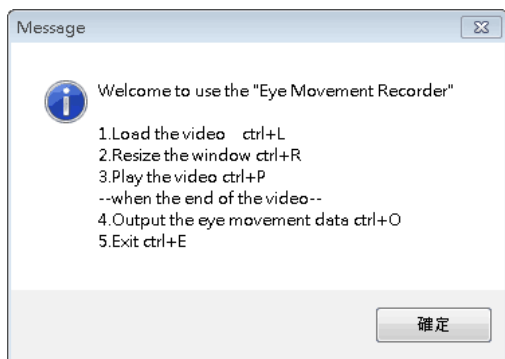 Message
Welcome to use the "Eye Movement Recorder"
1.Load the video ctrl+L
2.Resize the window ctrl+R
3.Play the video ctrl+P
--when the end of the video--
4.Output the eye movement data ctrl+O
5.Exit ctrl+E
確定